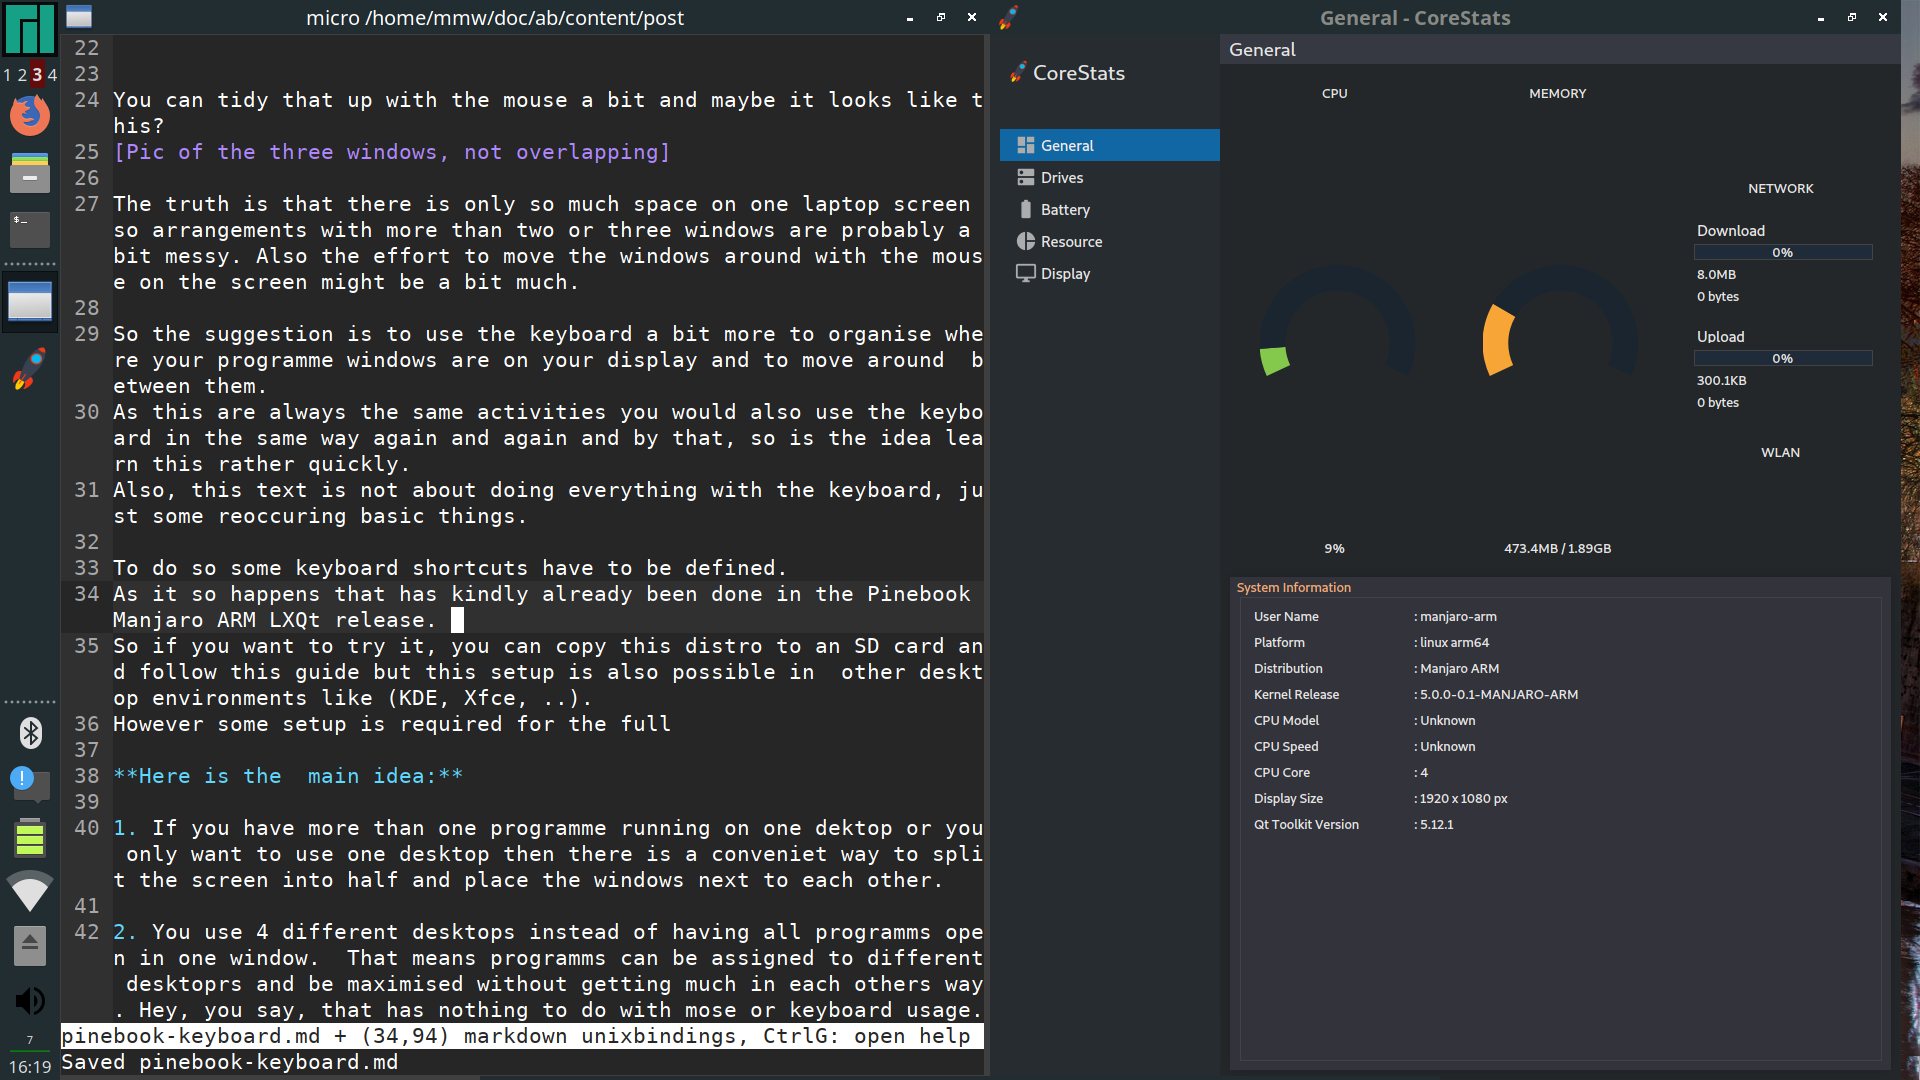 micro /home/mmw/doc/ab/content/post
General - CoreStats
1 2 3 4
$_
22
23
24 You can tidy that up with the mouse a bit and maybe it looks like t
his?
25 [Pic of the three windows, not overlapping]
26
27 The truth is that there is only so much space on one laptop screen
so arrangements with more than two or three windows are probably a
bit messy. Also the effort to move the windows around with the mous
e on the screen might be a bit much.
28
29 So the suggestion is to use the keyboard a bit more to organise whe
re your programme windows are on your display and to move around  b
etween them.
30 As this are always the same activities you would also use the keybo
ard in the same way again and again and by that, so is the idea lea
rn this rather quickly.
31 Also, this text is not about doing everything with the keyboard, ju
st some reoccuring basic things.
32
33 To do so some keyboard shortcuts have to be defined.
34 As it so happens that has kindly already been done in the Pinebook
Manjaro ARM LXQt release.
35 So if you want to try it, you can copy this distro to an SD card an
d follow this guide but this setup is also possible in  other deskt
op environments like (KDE, Xfce, ..).
36 However some setup is required for the full
37
38 **Here is the  main idea:**
39
40 1. If you have more than one programme running on one dektop or you
only want to use one desktop then there is a conveniet way to spli
t the screen into half and place the windows next to each other.
41
42 2. You use 4 different desktops instead of having all programms ope
n in one window.  That means programms can be assigned to different
desktoprs and be maximised without getting much in each others way
. Hey, you say, that has nothing to do with mose or keyboard usage.
pinebook-keyboard.md + (34,94) markdown unixbindings, CtrlG: open help
Saved pinebook-keyboard.md
7
16:19
CoreStats
General
Drives
Battery
Resource
Display
General
CPU
MEMORY
NETWORK
Download
0%
8.0MB
0 bytes
Upload
0%
300.1KB
0 bytes
WLAN
9%
473.4MB / 1.89GB
System Information
User Name : manjaro-arm
Platform : linux arm64
Distribution : Manjaro ARM
Kernel Release : 5.0.0-0.1-MANJARO-ARM
CPU Model : Unknown
CPU Speed : Unknown
CPU Core : 4
Display Size : 1920 x 1080 px
Qt Toolkit Version : 5.12.1